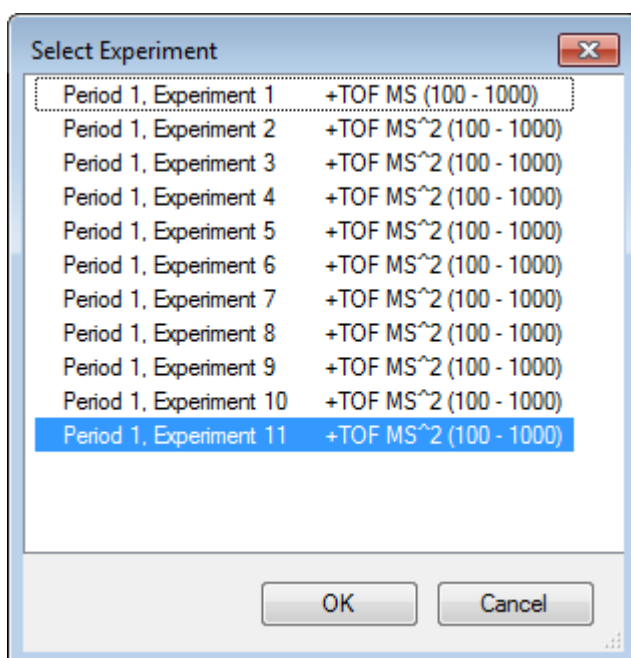 Select Experiment
Period 1, Experiment 1 +TOF MS (100 - 1000)
Period 1, Experiment 2 +TOF MS^2 (100 - 1000)
Period 1, Experiment 3 +TOF MS^2 (100 - 1000)
Period 1, Experiment 4 +TOF MS^2 (100 - 1000)
Period 1, Experiment 5 +TOF MS^2 (100 - 1000)
Period 1, Experiment 6 +TOF MS^2 (100 - 1000)
Period 1, Experiment 7 +TOF MS^2 (100 - 1000)
Period 1, Experiment 8 +TOF MS^2 (100 - 1000)
Period 1, Experiment 9 +TOF MS^2 (100 - 1000)
Period 1, Experiment 10 +TOF MS^2 (100 - 1000)
Period 1, Experiment 11 +TOF MS^2 (100 - 1000)
OK Cancel